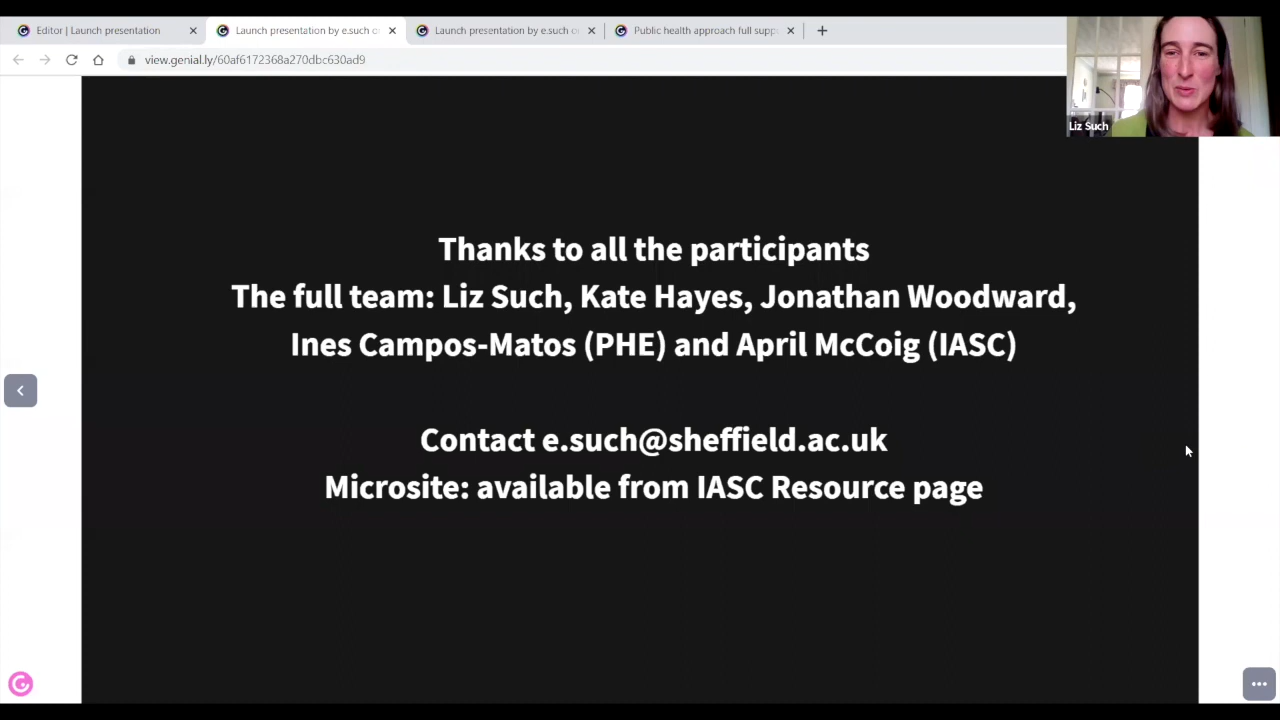 Editor | Launch presentation
Launch presentation by e.such o
Launch presentation by e.such o
Public health approach full supp
view.genial.ly/60af6172368a270dbc630ad9
Liz Such
Thanks to all the participants
The full team: Liz Such, Kate Hayes, Jonathan Woodward,
Ines Campos-Matos (PHE) and April McCoig (IASC)
Contact e.such@sheffield.ac.uk
Microsite: available from IASC Resource page